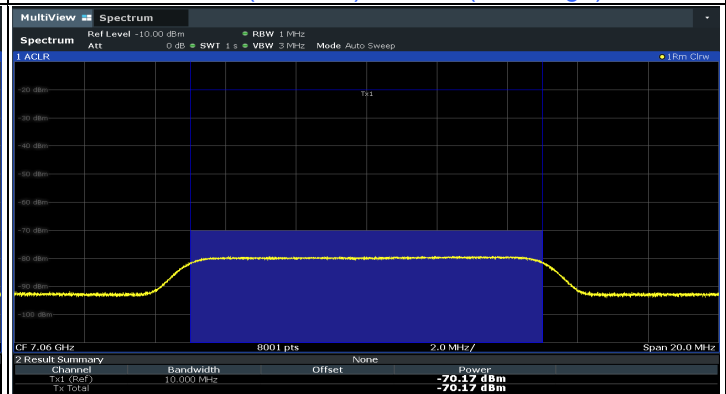 MultiView Spectrum
Spectrum
Ref Level -10.00 dBm RBW 1 MHz
Att 0 dB SWT 1 s VBW 3 MHz Mode Auto Sweep
1 ACLR 1Rm Clrw
Tx1
-20 dBm
-30 dBm
-40 dBm
-50 dBm
-60 dBm
-70 dBm
-80 dBm
-90 dBm
-100 dBm
CF 7.06 GHz 8001 pts 2.0 MHz/ Span 20.0 MHz
2 Result Summary None
Channel Bandwidth Offset Power
Tx1 (Ref) 10.000 MHz -70.17 dBm
Tx Total -70.17 dBm